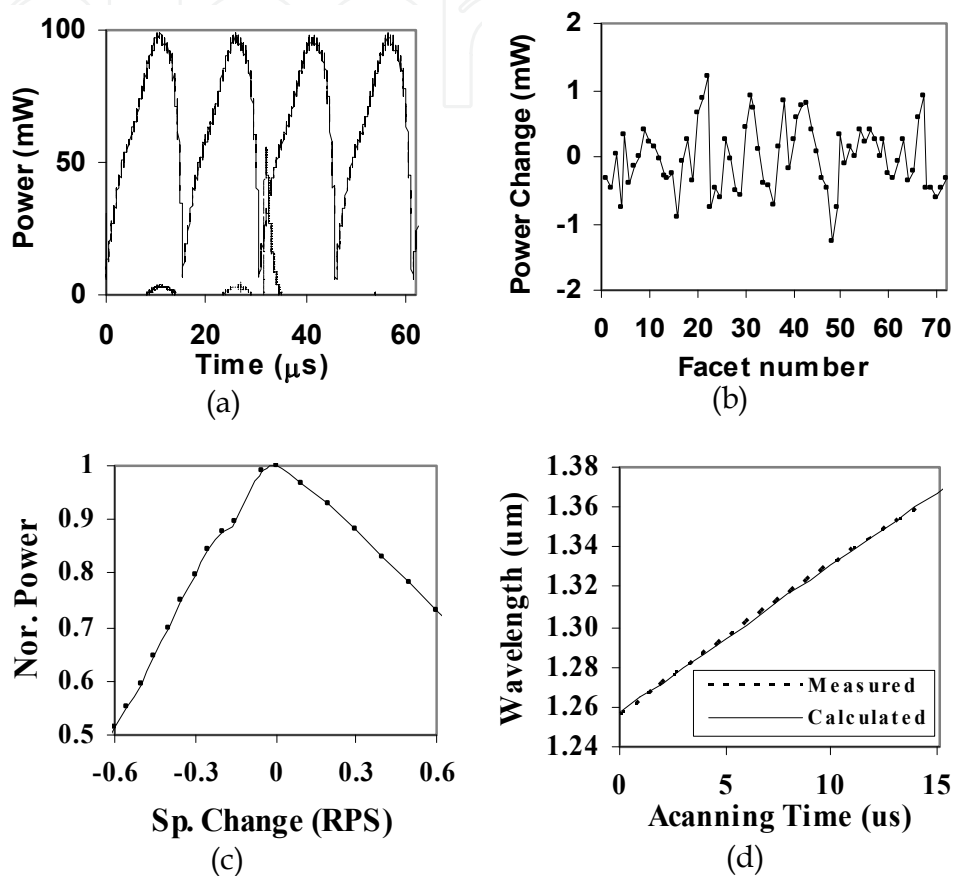 100
50
0
Power (mW)
0 20 40 60
Time (μs)
(a)
2
1
0
-1
-2
Power Change (mW)
0 10 20 30 40 50 60 70
Facet number
(b)
1
0.9
0.8
0.7
0.6
0.5
Nor. Power
-0.6 -0.3 0 0.3 0.6
Sp. Change (RPS)
(c)
1.38
1.36
1.34
1.32
1.30
1.28
1.26
1.24
Wavelength (um)
Measured
Calculated
0 5 10 15
Acanning Time (us)
(d)